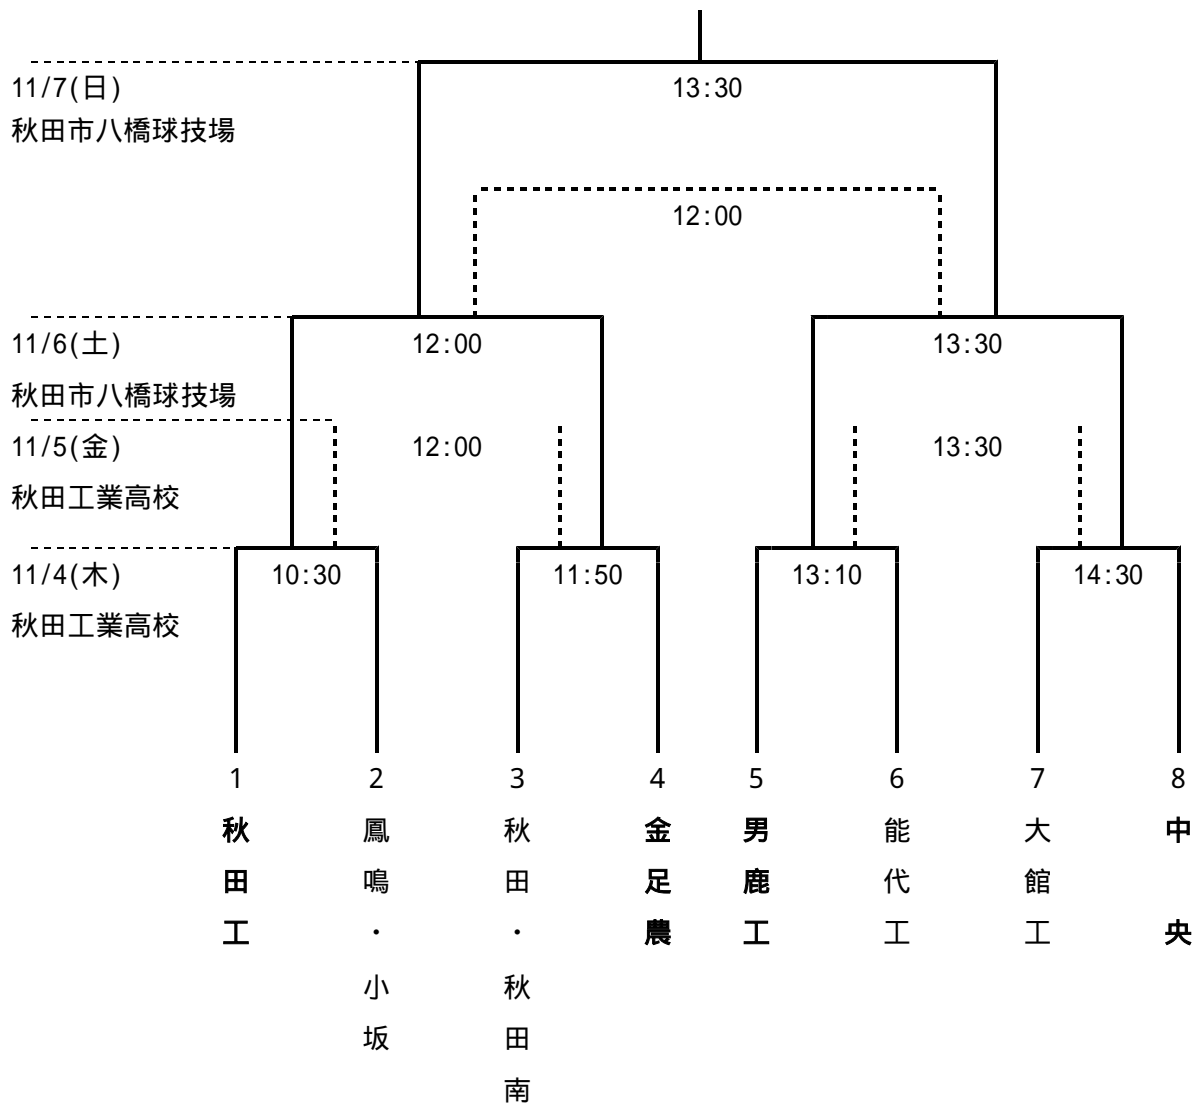 11/7(日)
13:30
秋田市八橋球技場
12:00
11/6(土)
12:00
13:30
秋田市八橋球技場
11/5(金)
12:00
13:30
秋田工業高校
11/4(木)
10:30
11:50
13:10
14:30
秋田工業高校
1
秋田工
2
鳳鳴・小坂
3
秋田・秋田南
4
金足農
5
男鹿工
6
能代工
7
大館工
8
中央